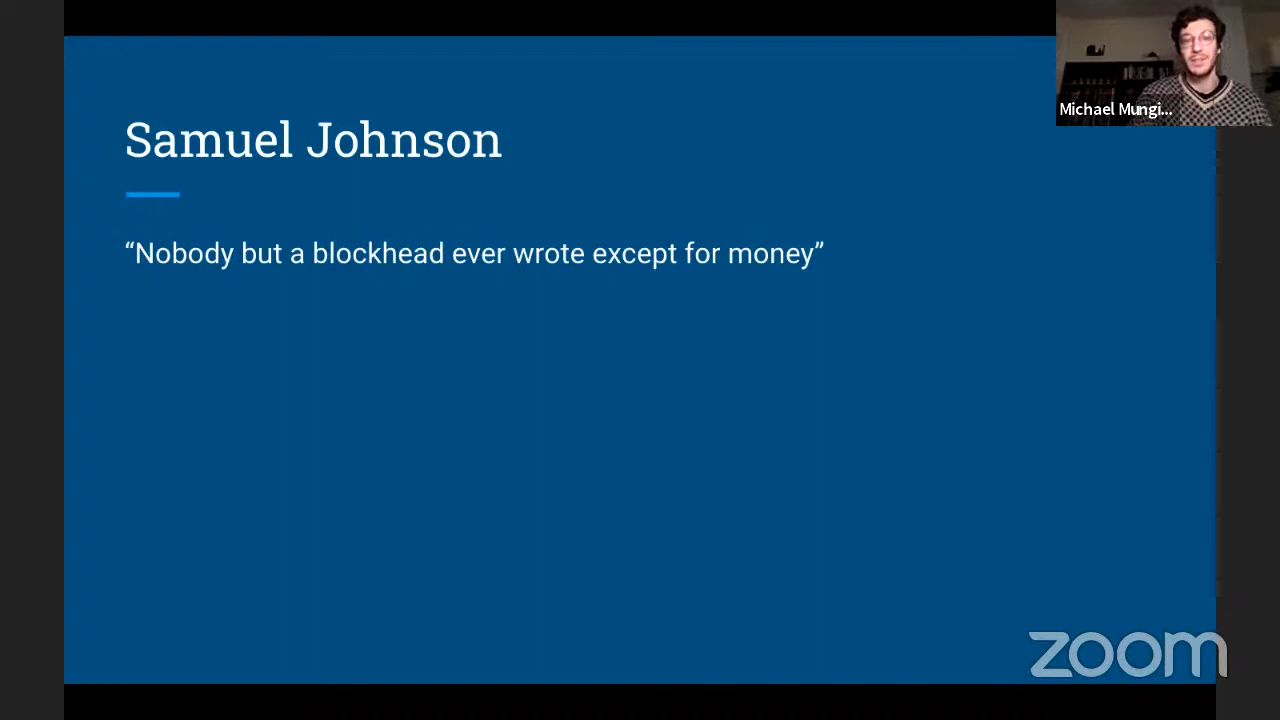 Samuel Johnson
“Nobody but a blockhead ever wrote except for money”
Michael Mungi...
zoom